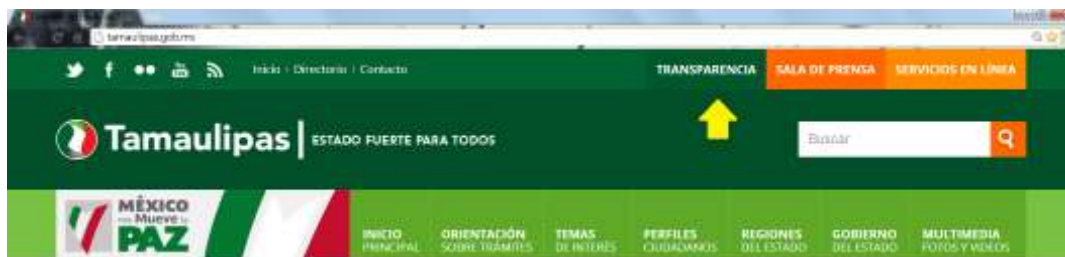 tamaulipas.gob.mx
Inicio | Directorio | Contacto
TRANSPARENCIA
SALA DE PRENSA
SERVICIOS EN LÍNEA
Tamaulipas
ESTADO FUERTE PARA TODOS
Buscar
MÉXICO
Mueve
PAZ
INICIO
PRINCIPAL
ORIENTACIÓN
SOBRE TRÁMITES
TEMAS
DE INTERÉS
PERFILES
CIUDADANOS
REGIONES
DEL ESTADO
GOBIERNO
DEL ESTADO
MULTIMEDIA
FOTOS Y VIDEOS